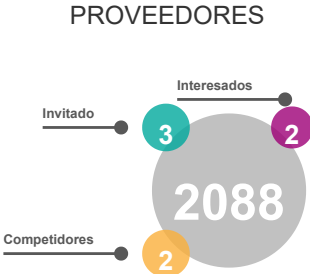 PROVEEDORES
Interesados
Invitado
3
2
2088
Competidores
2